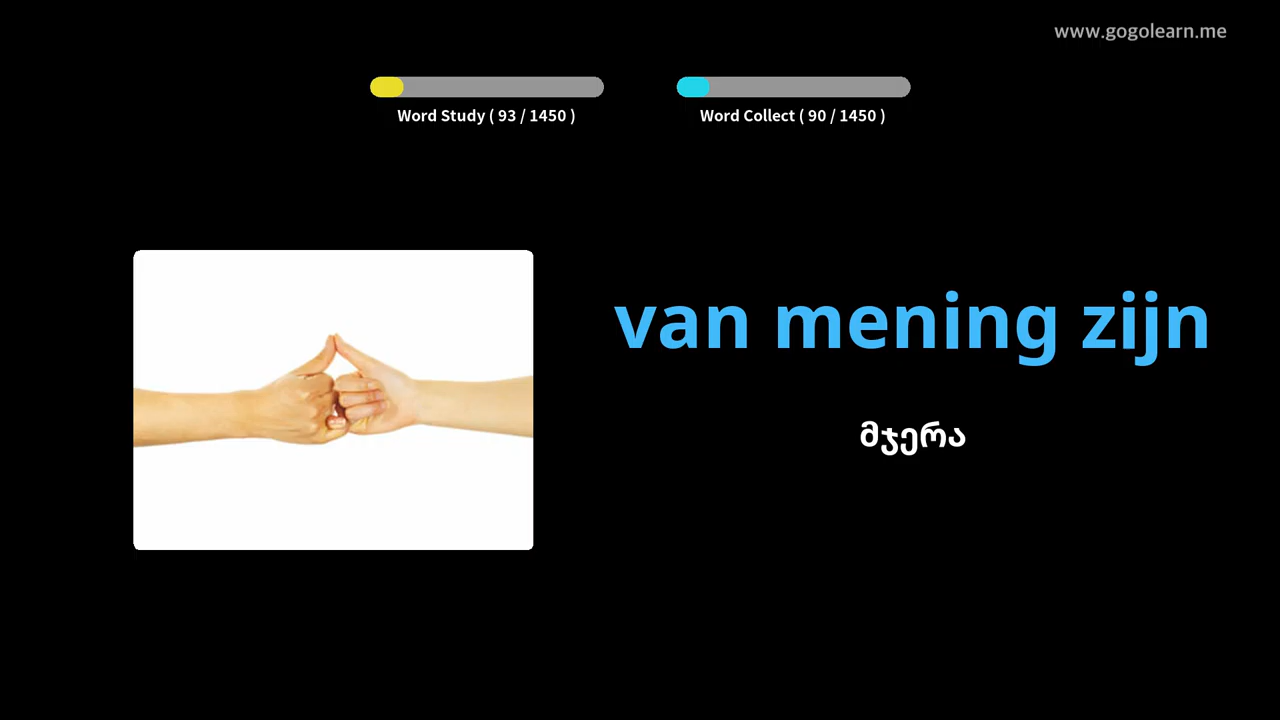 www.gogolearn.me
Word Study ( 93 / 1450 )
Word Collect ( 90 / 1450 )
van mening zijn
მჯერა